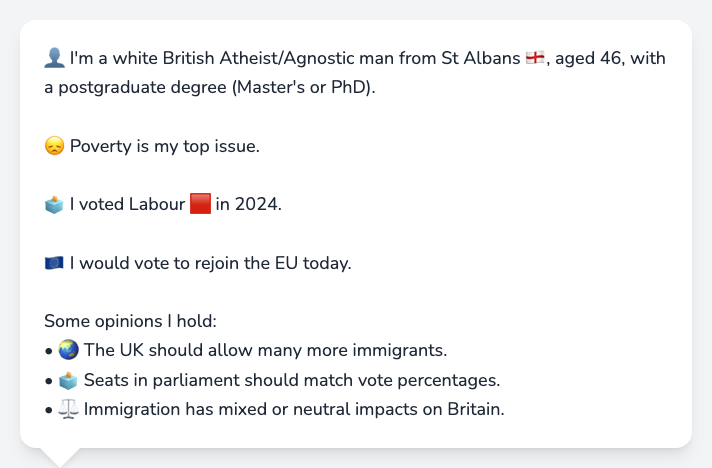 👤 I'm a white British Atheist/Agnostic man from St Albans 🏴󠁧󠁢󠁥󠁮󠁧󠁿, aged 46, with
a postgraduate degree (Master's or PhD).
😞 Poverty is my top issue.
🗳️ I voted Labour 🟥 in 2024.
🇪🇺 I would vote to rejoin the EU today.
Some opinions I hold:
• 🌏 The UK should allow many more immigrants.
• 🗳️ Seats in parliament should match vote percentages.
• ⚖️ Immigration has mixed or neutral impacts on Britain.